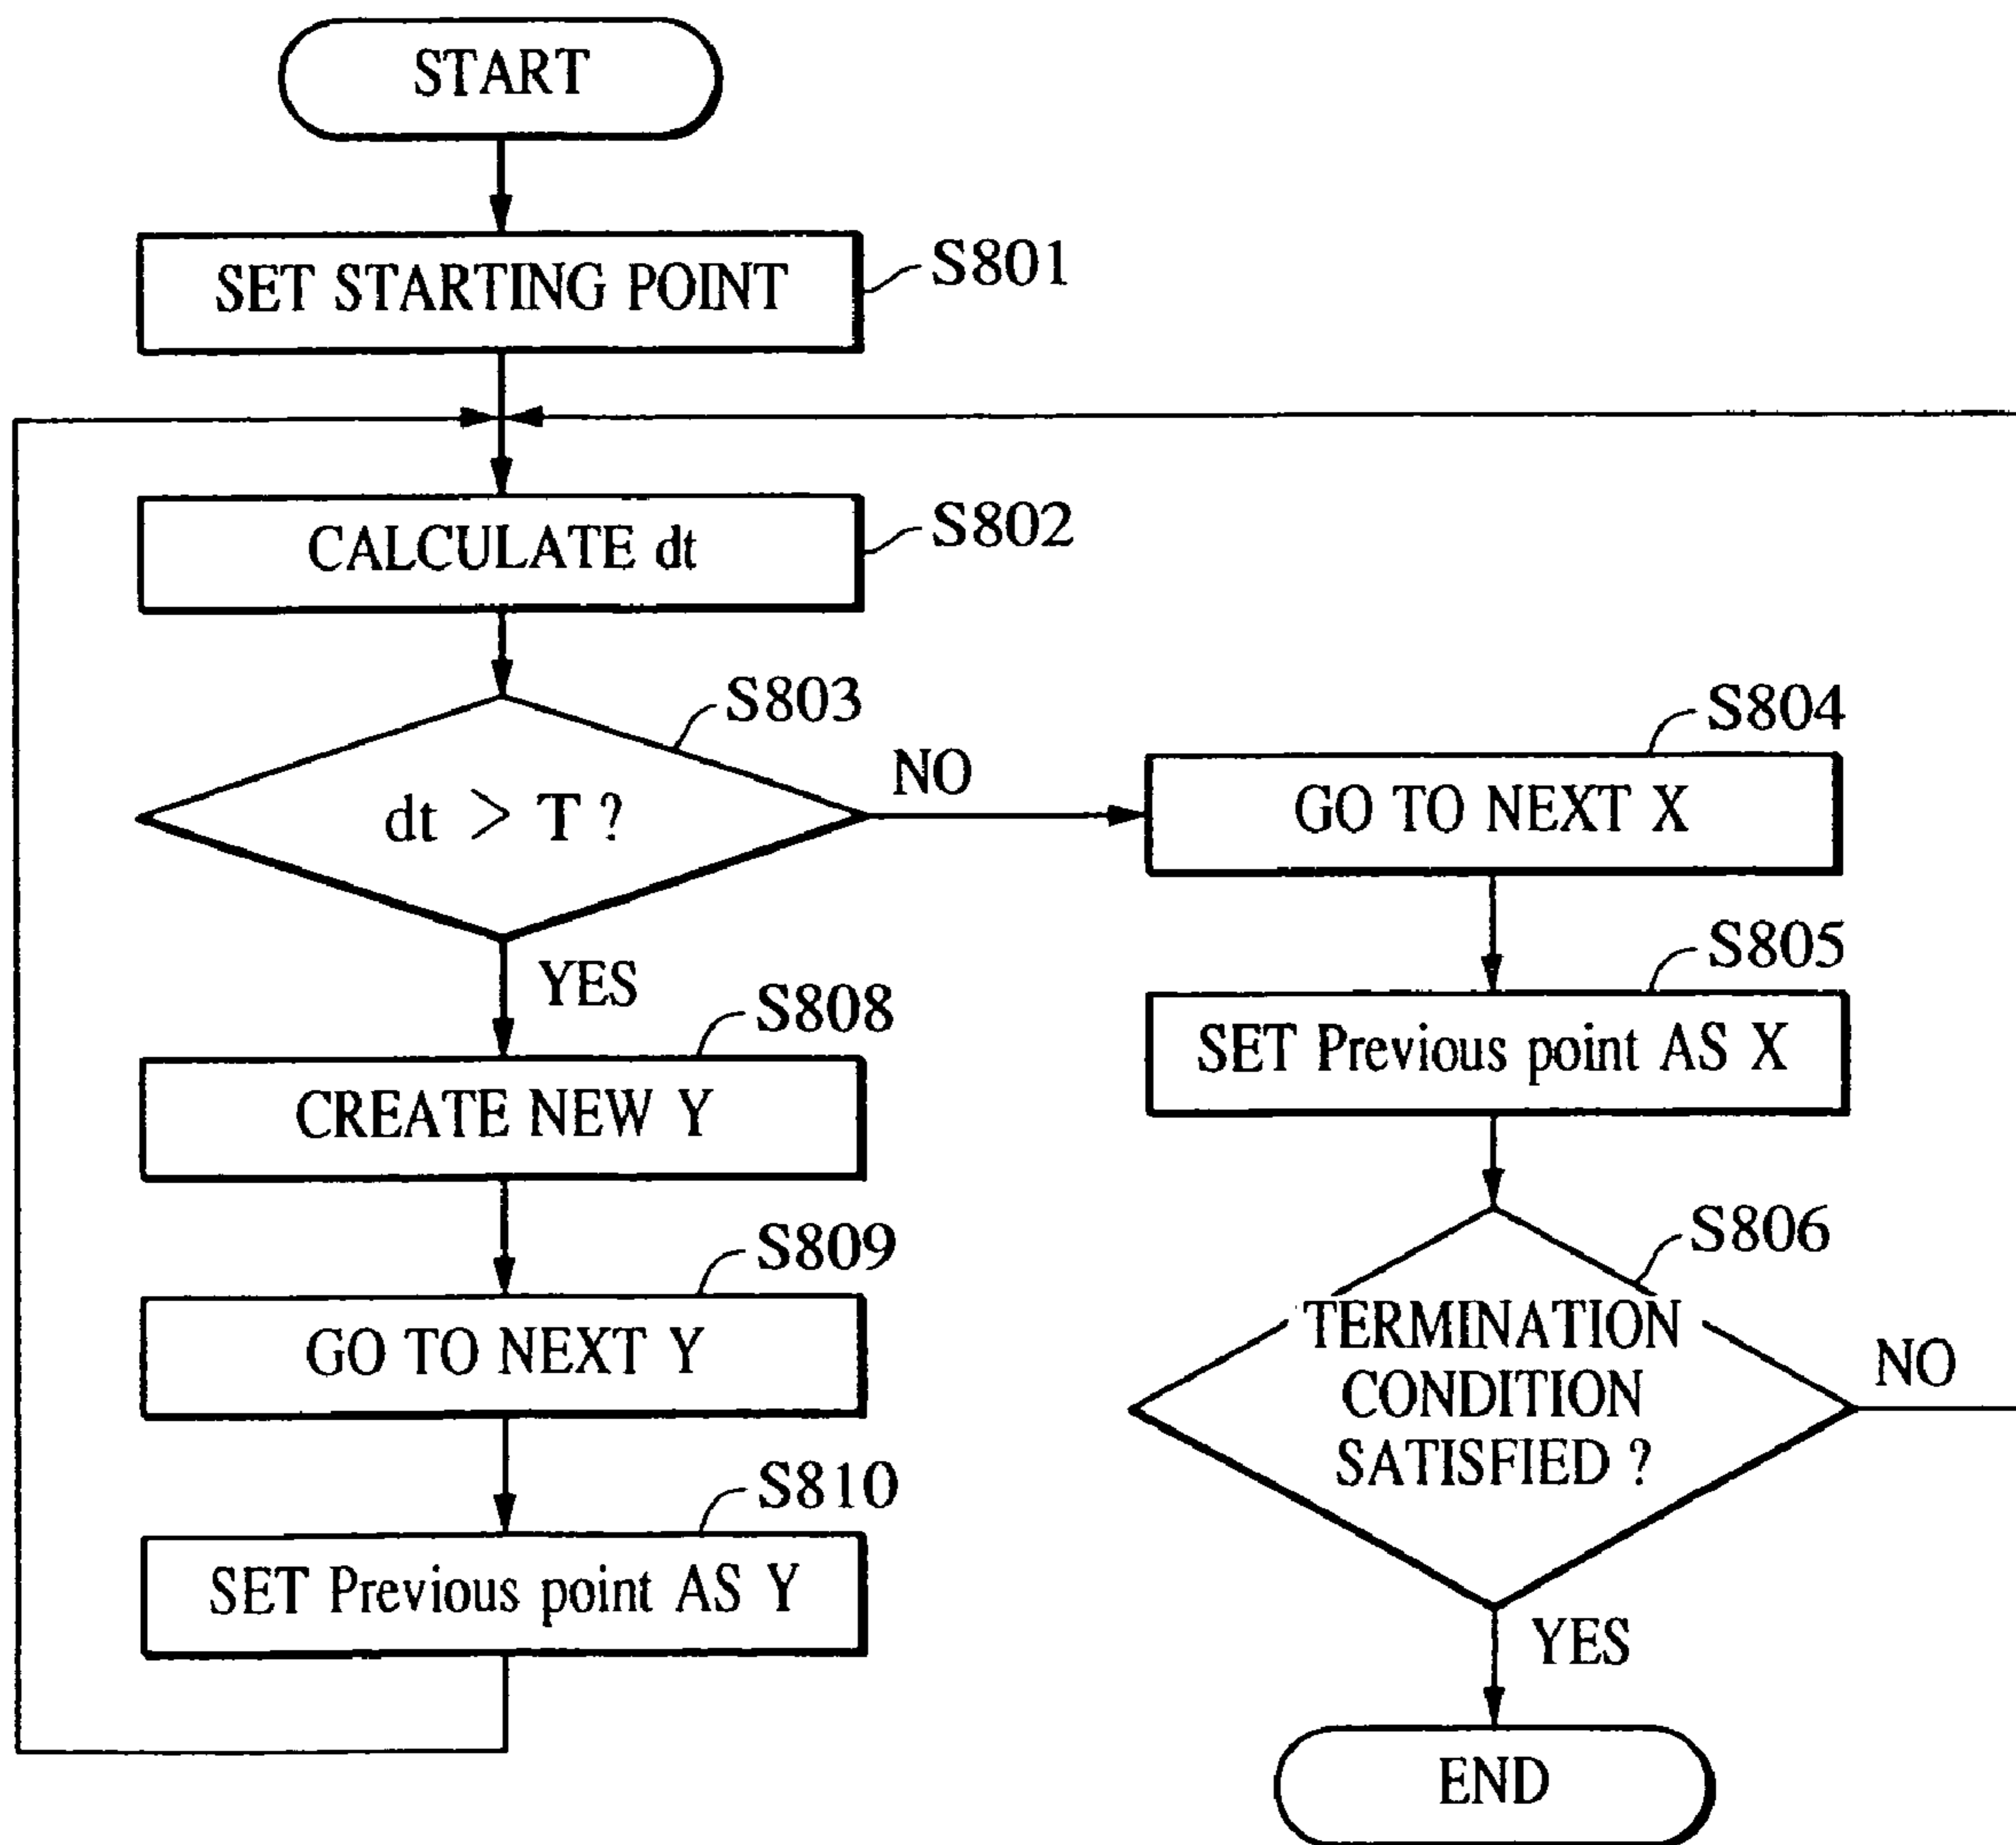 START
SET STARTING POINT
S801
CALCULATE dt
S802
dt > T ?
S803
NO
YES
GO TO NEXT X
S804
SET Previous point AS X
S805
TERMINATION
CONDITION
SATISFIED ?
S806
NO
YES
END
CREATE NEW Y
S808
GO TO NEXT Y
S809
SET Previous point AS Y
S810